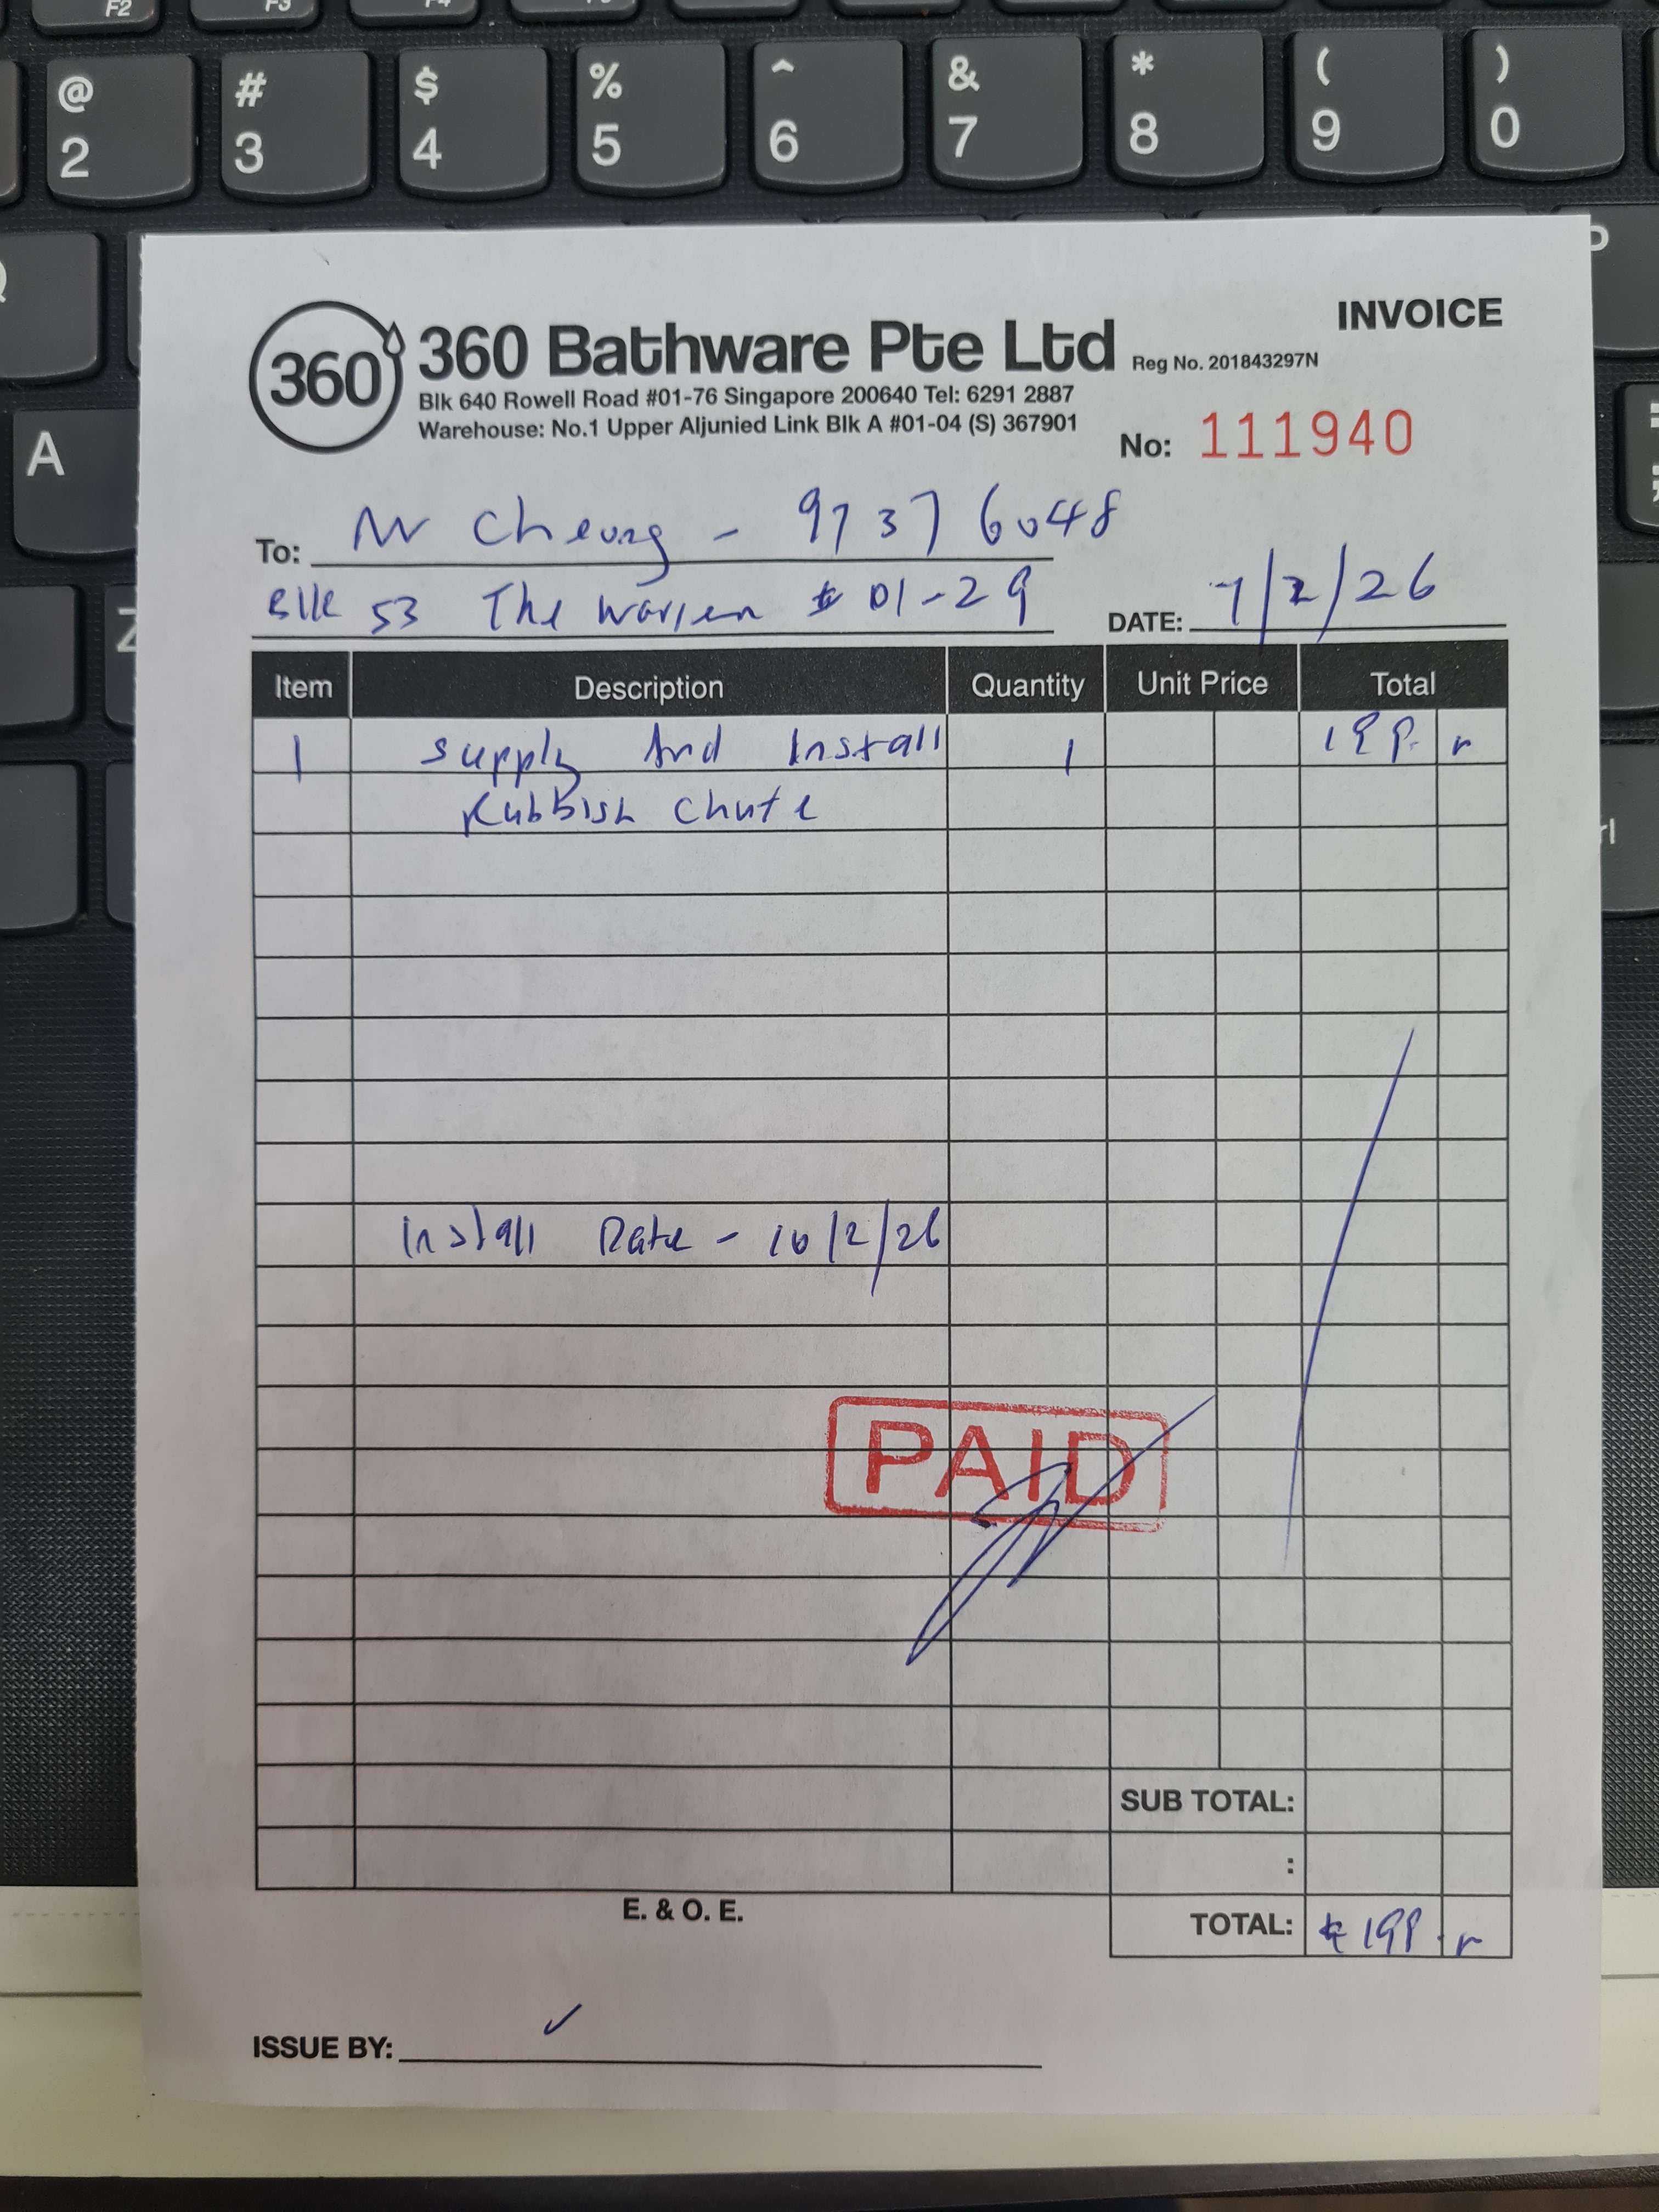 F2 F3 F4
@ # $ % ^ & * ( )
2 3 4 5 6 7 8 9 0
P
A
Z
INVOICE
360
360 Bathware Pte Ltd Reg No. 201843297N
Blk 640 Rowell Road #01-76 Singapore 200640 Tel: 6291 2887
Warehouse: No.1 Upper Aljunied Link Blk A #01-04 (S) 367901
No: 111940
To: Mr Cheong - 9737 6048
Blk 53 The Warren # 01-29
DATE: 7/2/26
Item Description Quantity Unit Price Total
1 Supply And Install 1 199.
Rubbish Chute
Install Date - 10/2/26
PAID
SUB TOTAL:
:
E. & O. E.
TOTAL: $ 199.
ISSUE BY: